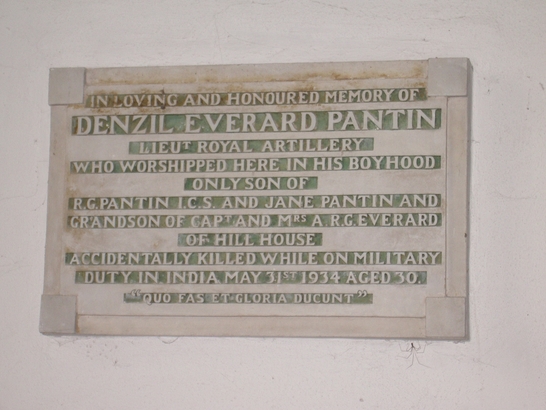 IN LOVING AND HONOURED MEMORY OF
DENZIL EVERARD PANTIN
LIEUT ROYAL ARTILLERY
WHO WORSHIPPED HERE IN HIS BOYHOOD
ONLY SON OF
R.G. PANTIN I.C.S. AND JANE PANTIN AND
GRANDSON OF CAPT AND MRS A.R.G. EVERARD
OF HILL HOUSE
ACCIDENTALLY KILLED WHILE ON MILITARY
DUTY IN INDIA MAY 31ST 1934 AGED 30.
"QUO FAS ET GLORIA DUCUNT"